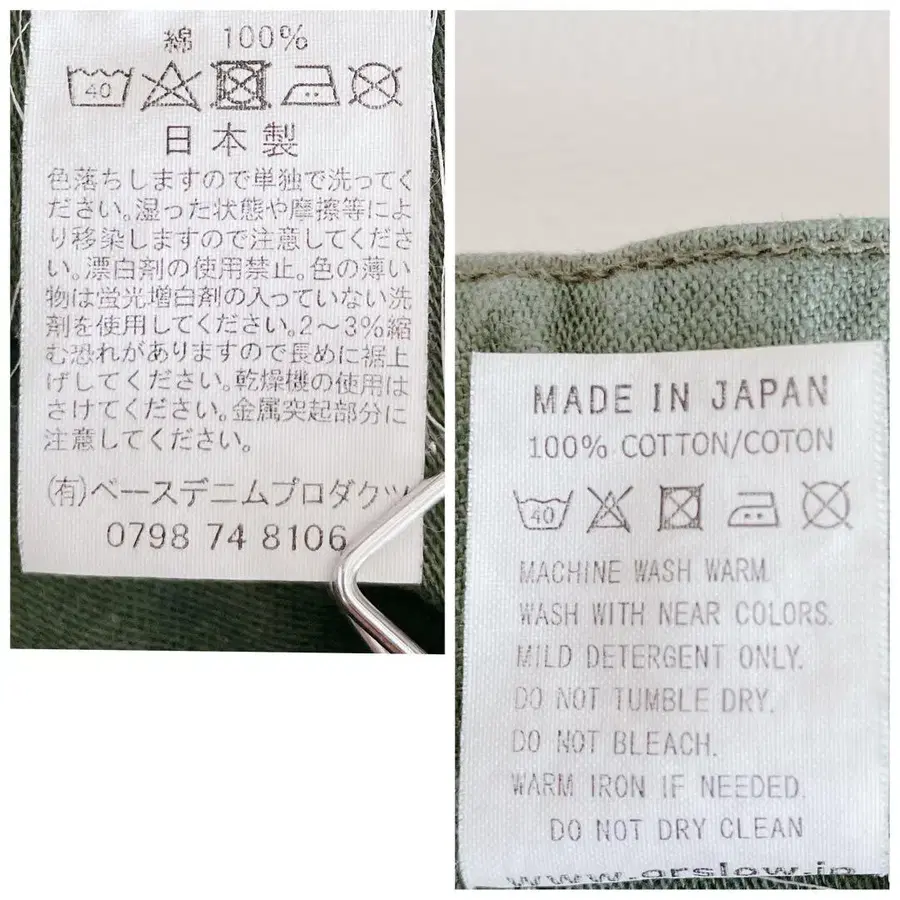 綿 100%
40
日本製
色落ちしますので単独で洗ってく
ださい。湿った状態や摩擦等によ
り移染しますので注意してくださ
い。漂白剤の使用禁止。色の薄い
物は蛍光増白剤の入っていない洗
剤を使用してください。2～3%縮
む恐れがありますので長めに裾上
げしてください。乾燥機の使用は
さけてください。金属突起部分に
注意してください。
(有)ベースデニムプロダクツ
0798 74 8106
MADE IN JAPAN
100% COTTON/COTON
40
MACHINE WASH WARM.
WASH WITH NEAR COLORS.
MILD DETERGENT ONLY.
DO NOT TUMBLE DRY.
DO NOT BLEACH.
WARM IRON IF NEEDED.
DO NOT DRY CLEAN
www.arslow.jp